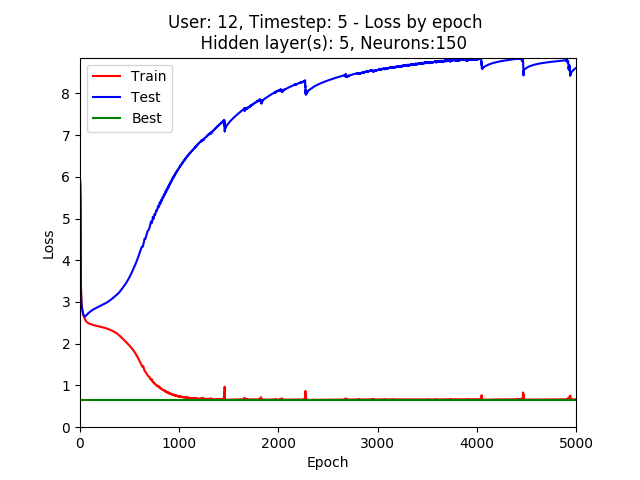 User: 12, Timestep: 5 - Loss by epoch
Hidden layer(s): 5, Neurons:150
Train
Test
Best
Loss
8
7
6
5
4
3
2
1
0
0
1000
2000
3000
4000
5000
Epoch